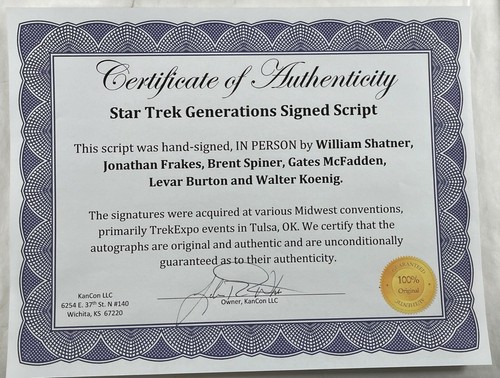 Certificate of Authenticity
Star Trek Generations Signed Script
This script was hand-signed, IN PERSON by William Shatner,
Jonathan Frakes, Brent Spiner, Gates McFadden,
Levar Burton and Walter Koenig.
The signatures were acquired at various Midwest conventions,
primarily TrekExpo events in Tulsa, OK. We certify that the
autographs are original and authentic and are unconditionally
guaranteed as to their authenticity.
KanCon LLC
6254 E. 37th St. N #140
Wichita, KS 67220
Owner, KanCon LLC
GUARANTEED
100%
Original